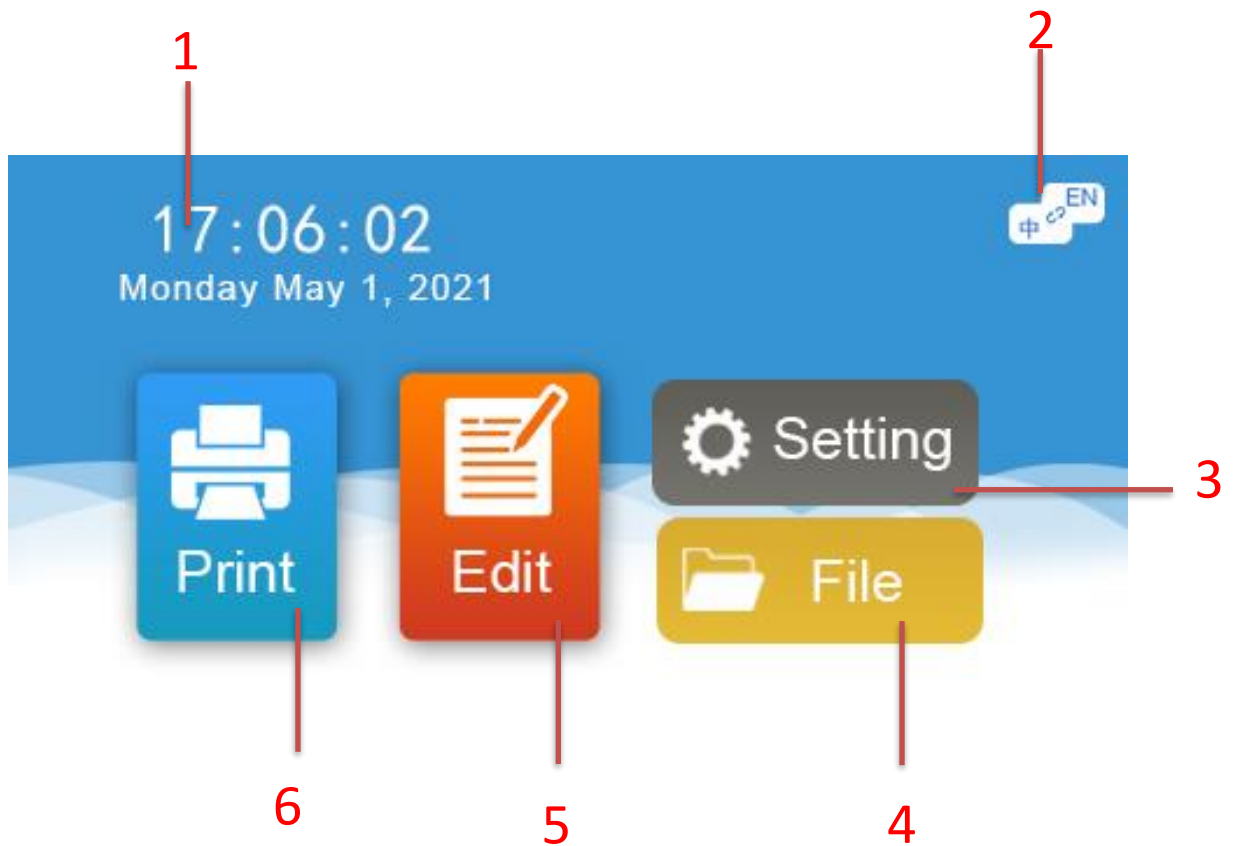 1
2
17:06:02
EN
中
Monday May 1, 2021
Setting
3
Print
Edit
File
6
5
4